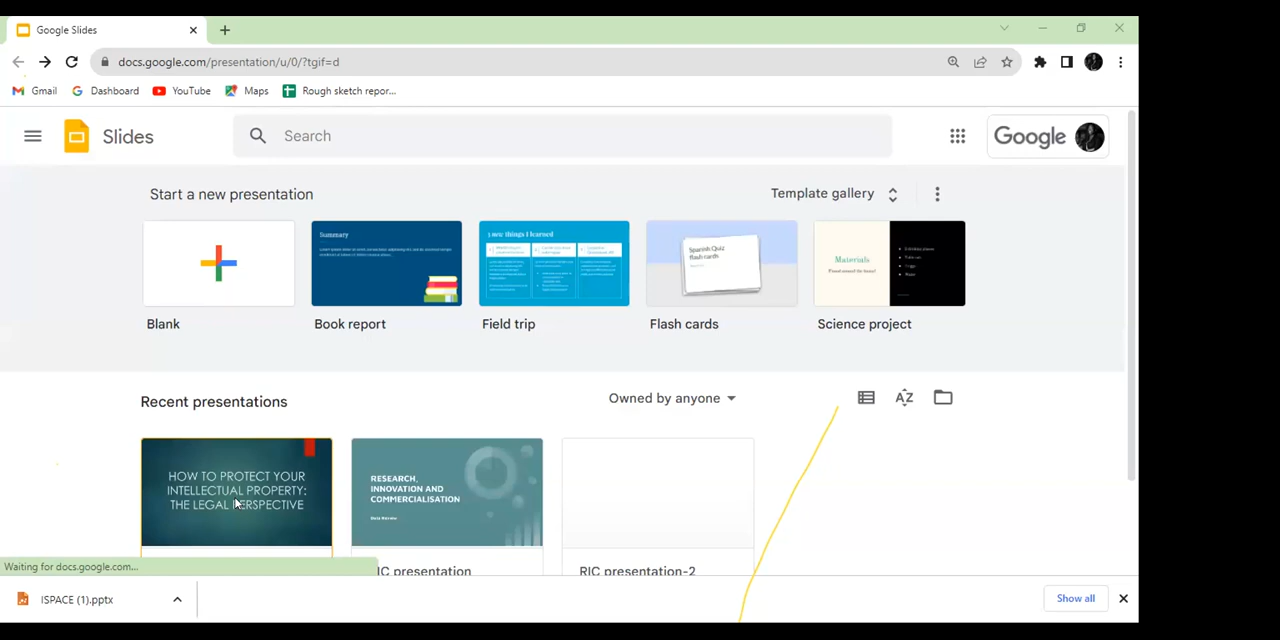 Google Slides
docs.google.com/presentation/u/0/?tgif=d
Gmail Dashboard YouTube Maps Rough sketch repor...
Slides Search Google
Start a new presentation Template gallery
Summary
Spanish Quiz
flash cards
Materials
Blank Book report Field trip Flash cards Science project
Recent presentations Owned by anyone AZ
HOW TO PROTECT YOUR
INTELLECTUAL PROPERTY:
THE LEGAL PERSPECTIVE
RESEARCH,
INNOVATION AND
COMMERCIALISATION
Waiting for docs.google.com...
IC presentation RIC presentation-2
ISPACE (1).pptx Show all